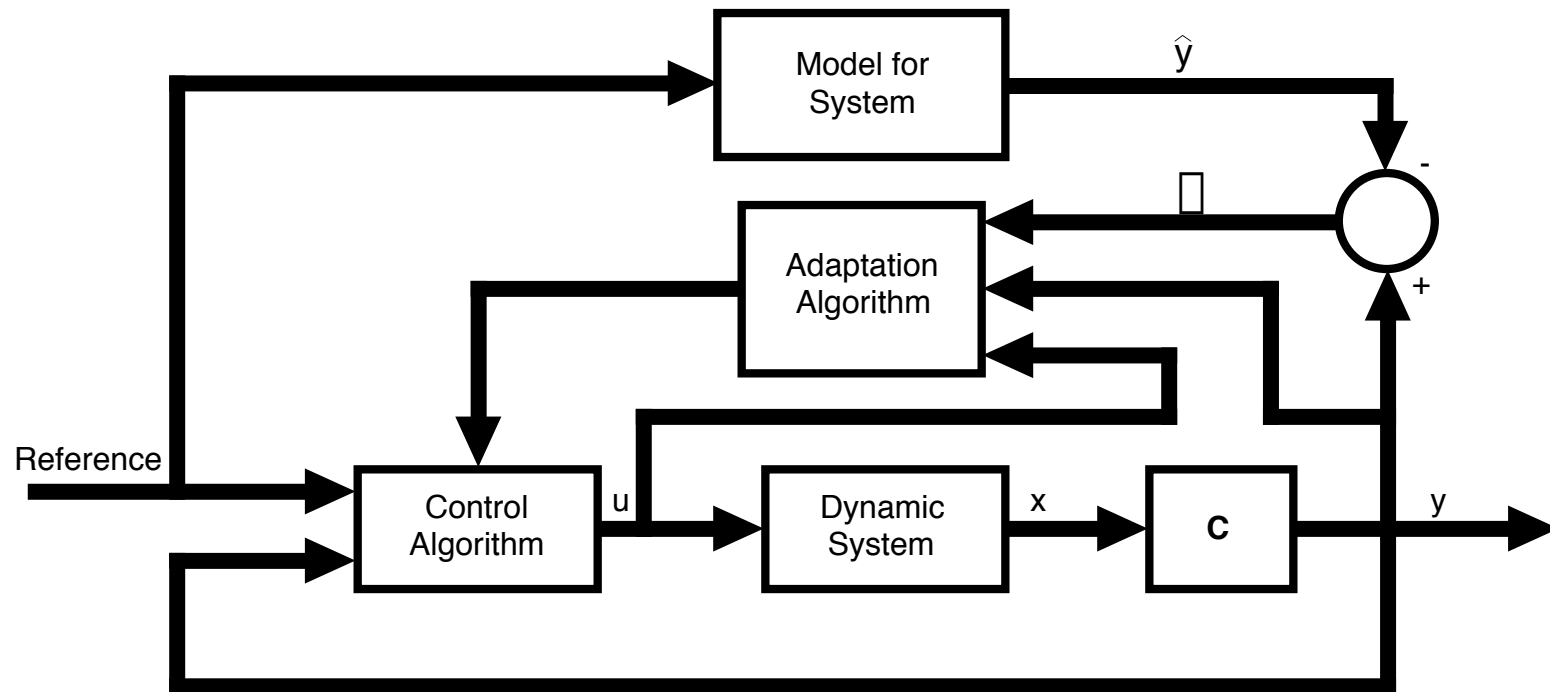 Model for
System
ŷ
-
Adaptation
Algorithm
+
Reference
Control
Algorithm
u
Dynamic
System
x
C
y